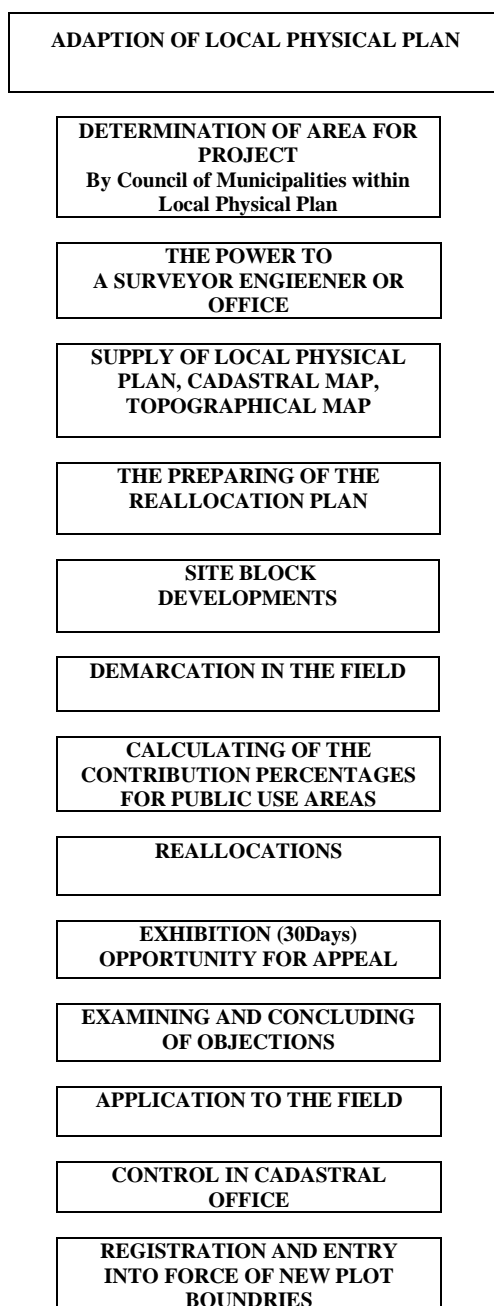 ADAPTION OF LOCAL PHYSICAL PLAN
DETERMINATION OF AREA FOR
PROJECT
By Council of Municipalities within
Local Physical Plan
THE POWER TO
A SURVEYOR ENGIEENER OR
OFFICE
SUPPLY OF LOCAL PHYSICAL
PLAN, CADASTRAL MAP,
TOPOGRAPHICAL MAP
THE PREPARING OF THE
REALLOCATION PLAN
SITE BLOCK
DEVELOPMENTS
DEMARCATION IN THE FIELD
CALCULATING OF THE
CONTRIBUTION PERCENTAGES
FOR PUBLIC USE AREAS
REALLOCATIONS
EXHIBITION (30Days)
OPPORTUNITY FOR APPEAL
EXAMINING AND CONCLUDING
OF OBJECTIONS
APPLICATION TO THE FIELD
CONTROL IN CADASTRAL
OFFICE
REGISTRATION AND ENTRY
INTO FORCE OF NEW PLOT
BOUNDRIES